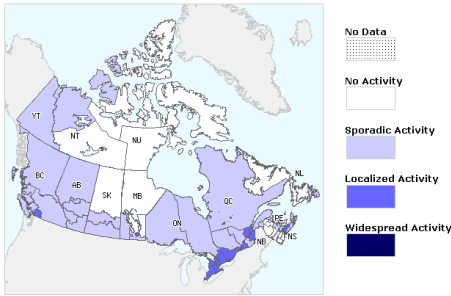 No Data
No Activity
Sporadic Activity
Localized Activity
Widespread Activity
YT
NT
NU
BC
AB
SK
MB
ON
QC
NL
PE
NB
NS